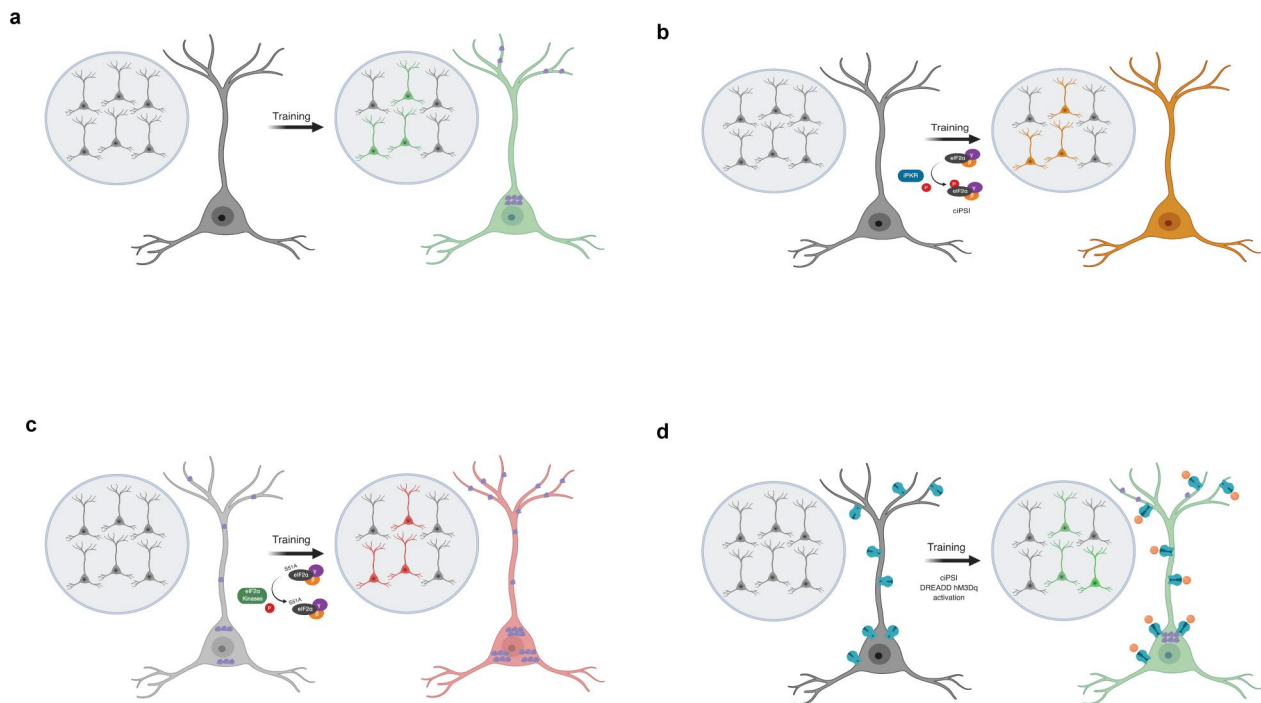 a
Training
b
Training
eIF2α
γ
β
iPKR
P
P
eIF2α
γ
β
ciPSI
c
Training
S51A
eIF2α
γ
β
eIF2α
Kinases
P
S51A
eIF2α
γ
β
d
Training
ciPSI
DREADD hM3Dq
activation